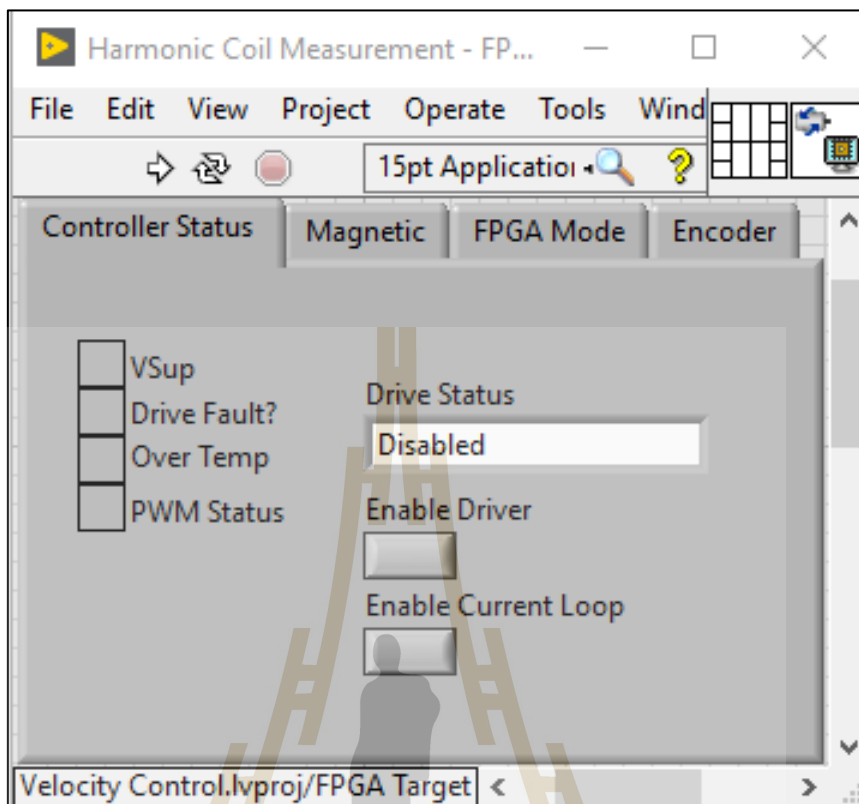 Harmonic Coil Measurement - FP...
File Edit View Project Operate Tools Wind
15pt Application
Controller Status Magnetic FPGA Mode Encoder
VSup
Drive Fault?
Over Temp
PWM Status
Drive Status
Disabled
Enable Driver
Enable Current Loop
Velocity Control.lvproj/FPGA Target